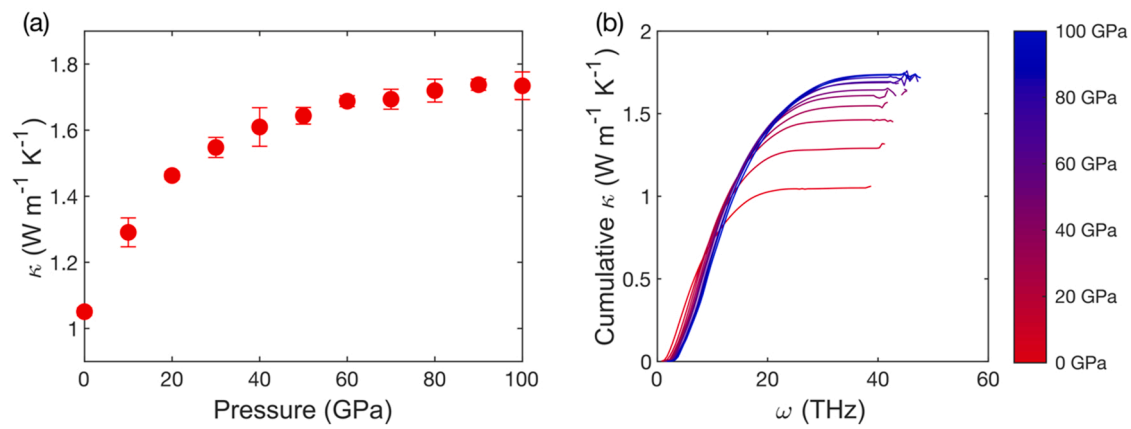 (a)
1.8
1.6
1.4
1.2
1
κ (W m⁻¹ K⁻¹)
0
20
40
60
80
100
Pressure (GPa)
(b)
2
1.5
1
0.5
0
Cumulative κ (W m⁻¹ K⁻¹)
0
20
40
60
ω (THz)
100 GPa
80 GPa
60 GPa
40 GPa
20 GPa
0 GPa